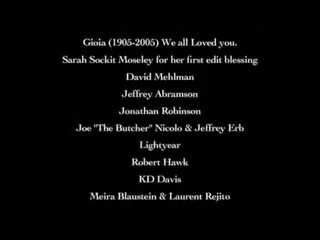 Gioia (1905-2005) We all Loved you.
Sarah Sockit Moseley for her first edit blessing
David Mehlman
Jeffrey Abramson
Jonathan Robinson
Joe "The Butcher" Nicolo & Jeffrey Erb
Lightyear
Robert Hawk
KD Davis
Meira Blaustein & Laurent Rejito